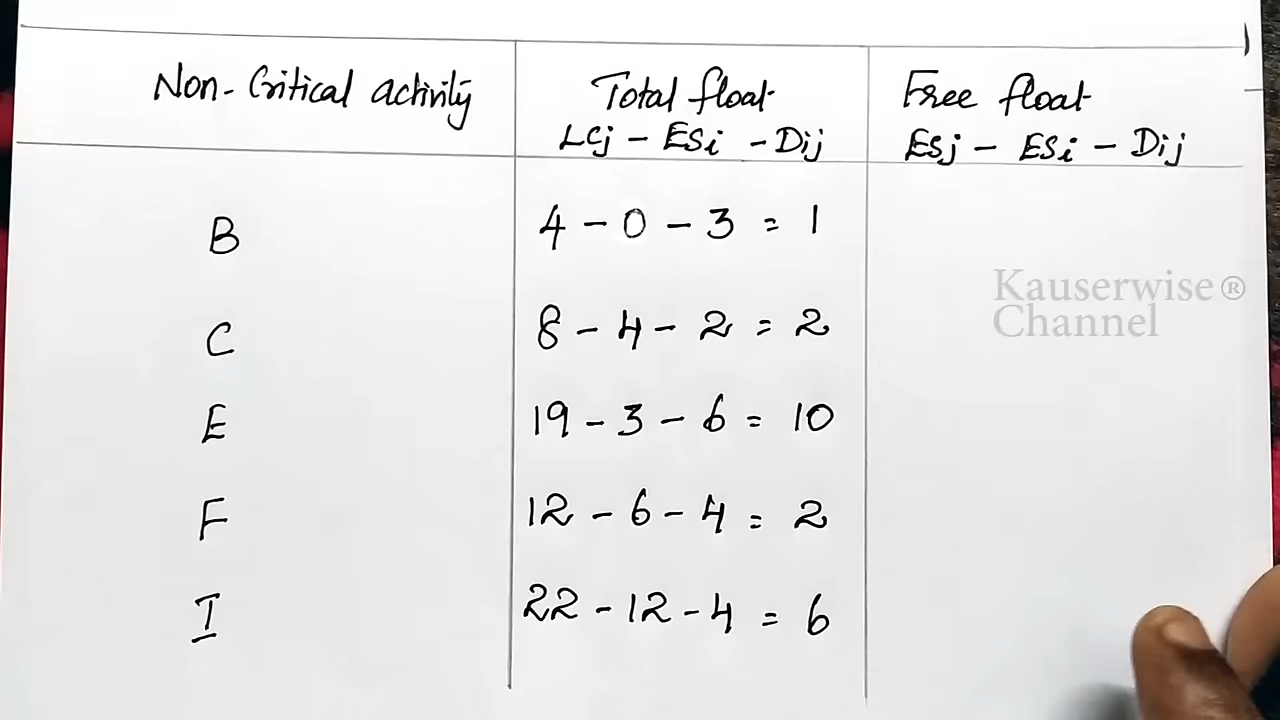 Non-Critical activity Total float Free float
LCj - ESi - Dij ESj - ESi - Dij
B 4 - 0 - 3 = 1
Kauserwise®
Channel
C 8 - 4 - 2 = 2
E 19 - 3 - 6 = 10
F 12 - 6 - 4 = 2
I 22 - 12 - 4 = 6